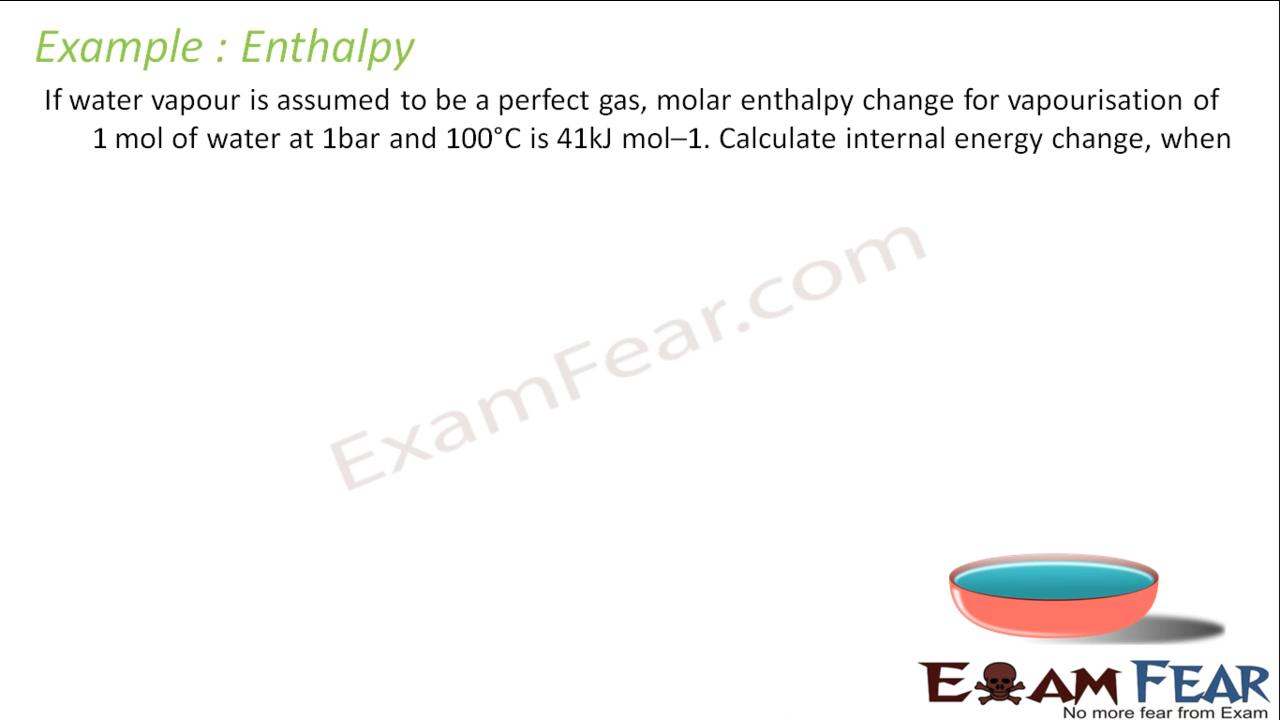 Example : Enthalpy
If water vapour is assumed to be a perfect gas, molar enthalpy change for vapourisation of
1 mol of water at 1bar and 100°C is 41kJ mol–1. Calculate internal energy change, when
ExamFear.com
EXAM FEAR
No more fear from Exam